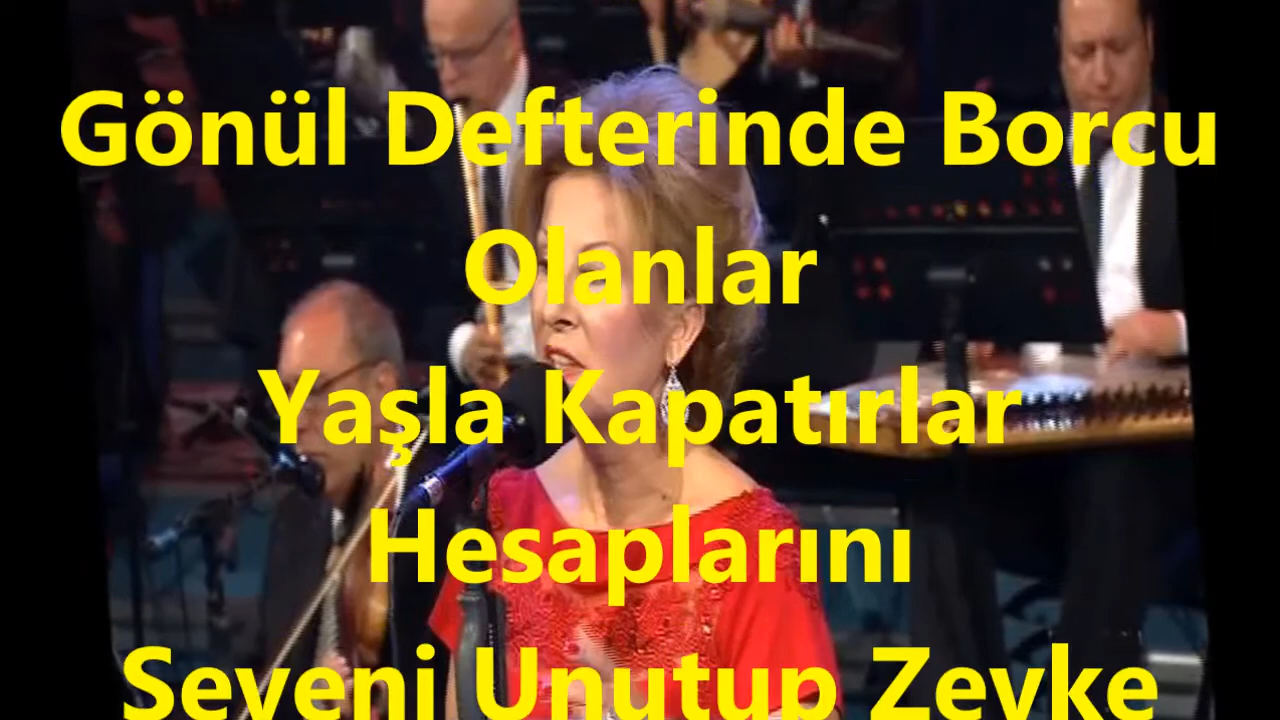 Gönül Defterinde Borcu
Olanlar
Yaşla Kapatırlar
Hesaplarını
Seveni Unutup Zevke